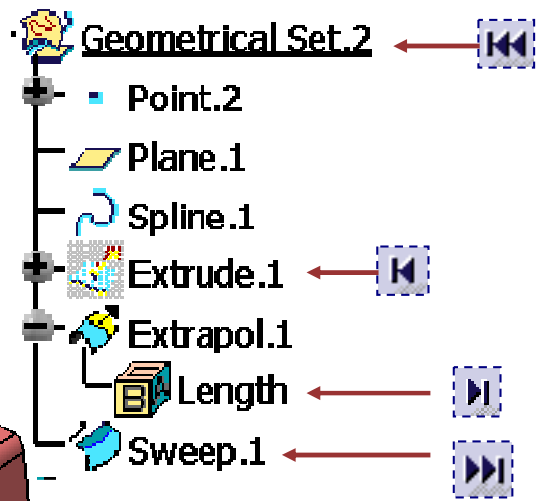 Geometrical Set.2
Point.2
Plane.1
Spline.1
Extrude.1
Extrapol.1
Length
Sweep.1